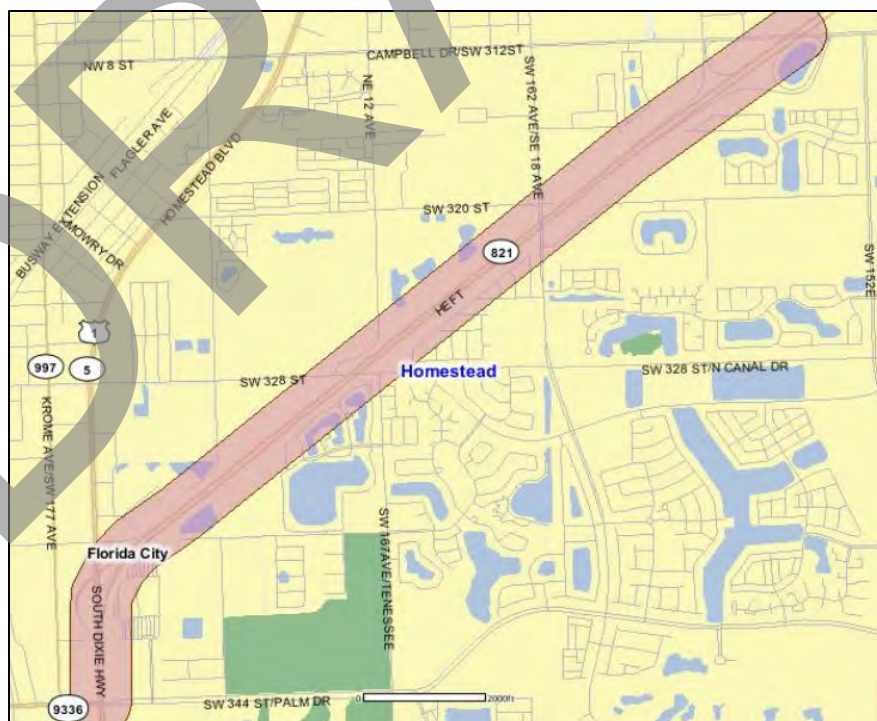 CAMPBELL DR/SW 312ST
NW 8 ST
NE 12 AVE
SW 162 AVE/SE 18 AVE
FLAGLER AVE
HOMESTEAD BLVD
BUSWAY EXTENSION
MOWRY DR
SW 320 ST
821
SW 152E
HEFT
1
997
5
SW 328 ST
Homestead
SW 328 ST/N CANAL DR
KROME AVE/SW 177 AVE
Florida City
SW 167AVE/TENESSEE
SOUTH DIXIE HWY
9336
SW 344 ST/PALM DR
0
2000ft